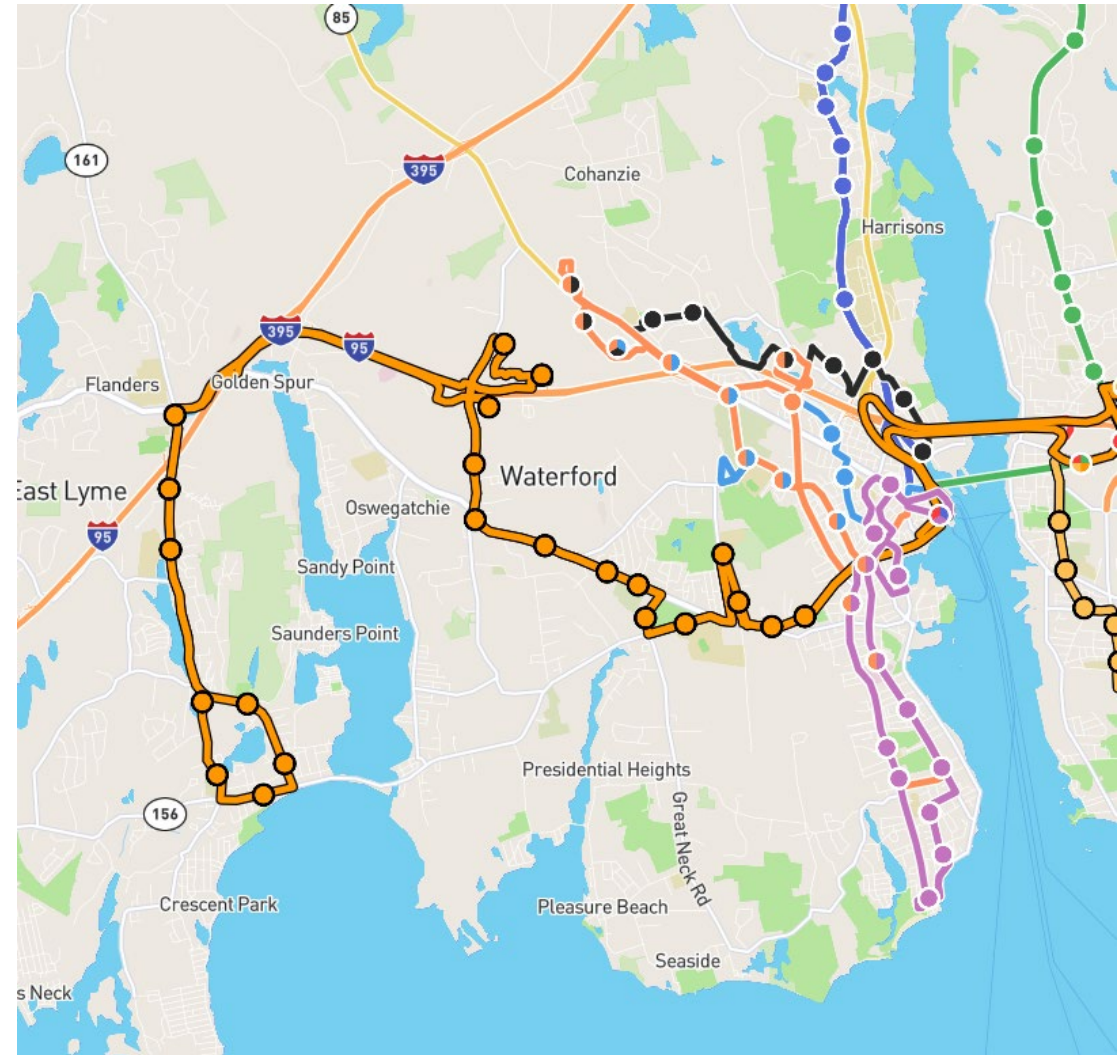 85
161
395
Cohanzie
Harrisons
395
95
Flanders
Golden Spur
Waterford
East Lyme
Oswegatchie
95
Sandy Point
Saunders Point
Presidential Heights
156
Great Neck Rd
Crescent Park
Pleasure Beach
Seaside
s Neck